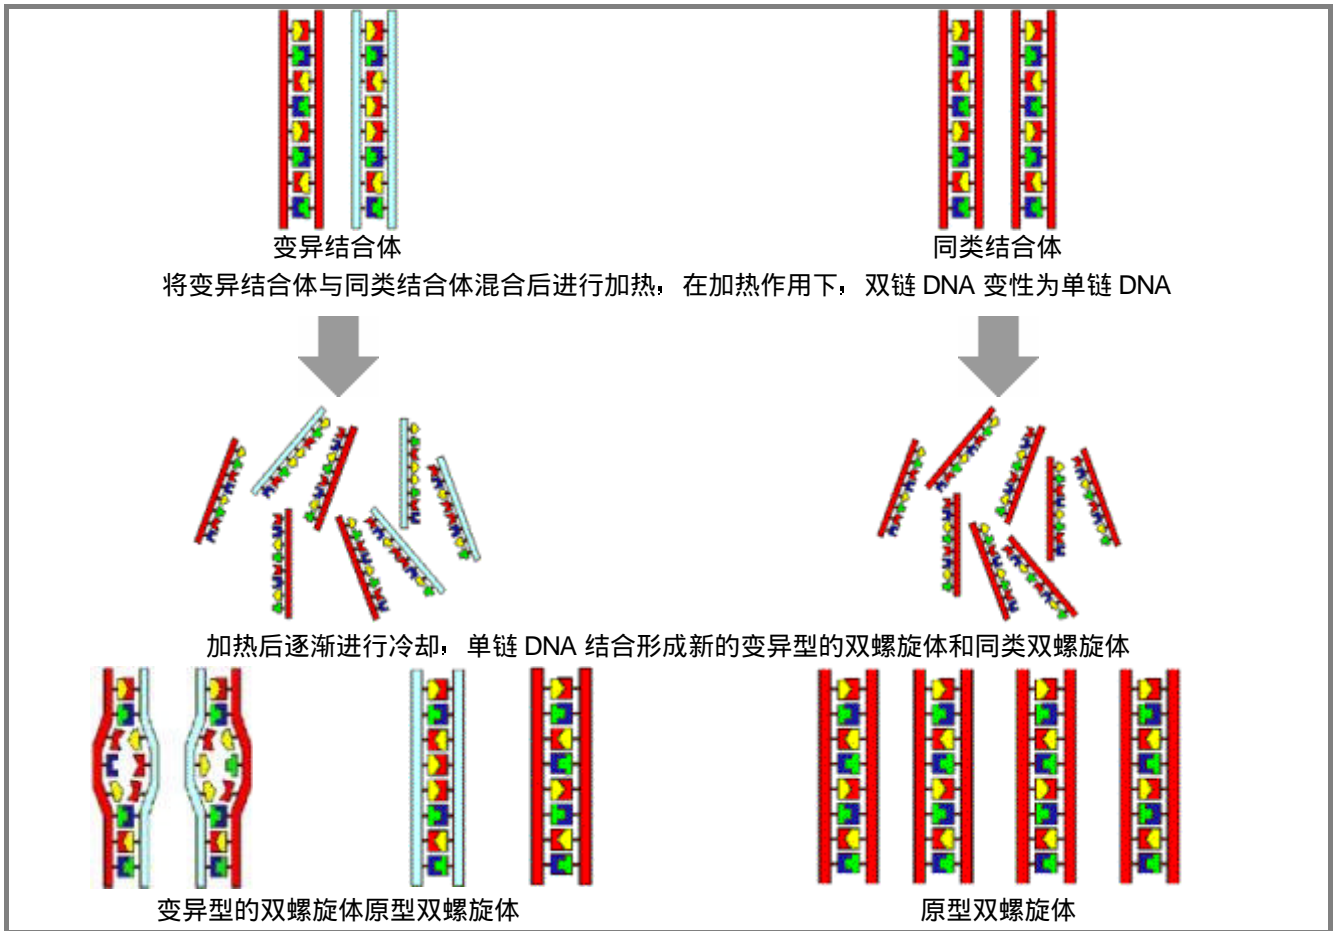 变异结合体
同类结合体
将变异结合体与同类结合体混合后进行加热，在加热作用下，双链 DNA 变性为单链 DNA
加热后逐渐进行冷却，单链 DNA 结合形成新的变异型的双螺旋体和同类双螺旋体
变异型的双螺旋体原型双螺旋体
原型双螺旋体